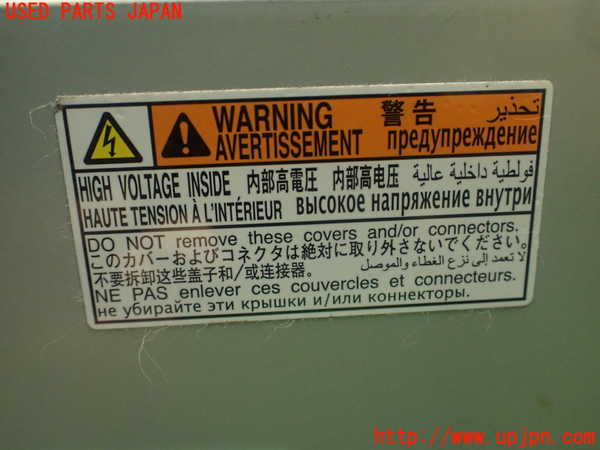 USED PARTS JAPAN
WARNING 警告 تحذير
AVERTISSEMENT предупреждение
HIGH VOLTAGE INSIDE 内部高電圧 内部高电压 فولطية داخلية عالية
HAUTE TENSION À L'INTÉRIEUR высокое напряжение внутри
DO NOT remove these covers and/or connectors.
このカバーおよびコネクタは絶対に取り外さないでください。
不要拆卸这些盖子和/或连接器。 لا تعمد إلى نزع الغطاء والموصل
NE PAS enlever ces couvercles et connecteurs.
не убирайте эти крышки и/или коннекторы.
http://www.upjpn.com